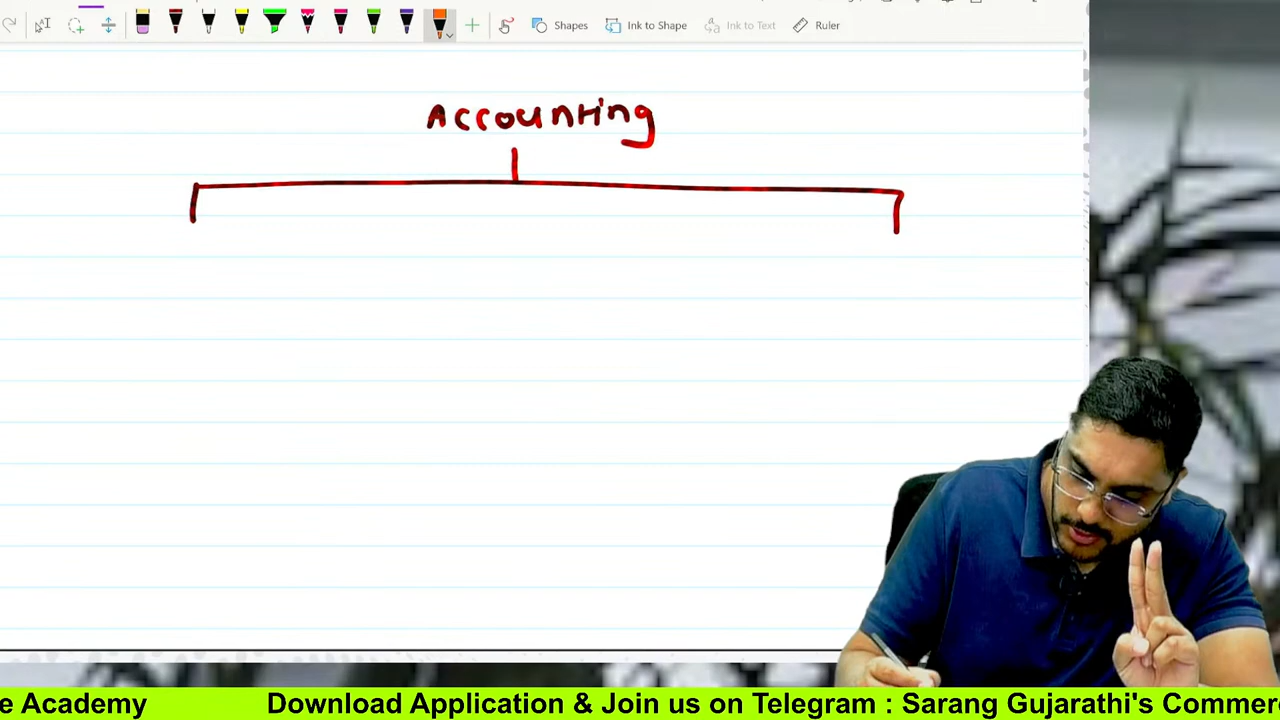 Shapes Ink to Shape Ink to Text Ruler
Accounting
e Academy Download Application & Join us on Telegram : Sarang Gujarathi's Commer